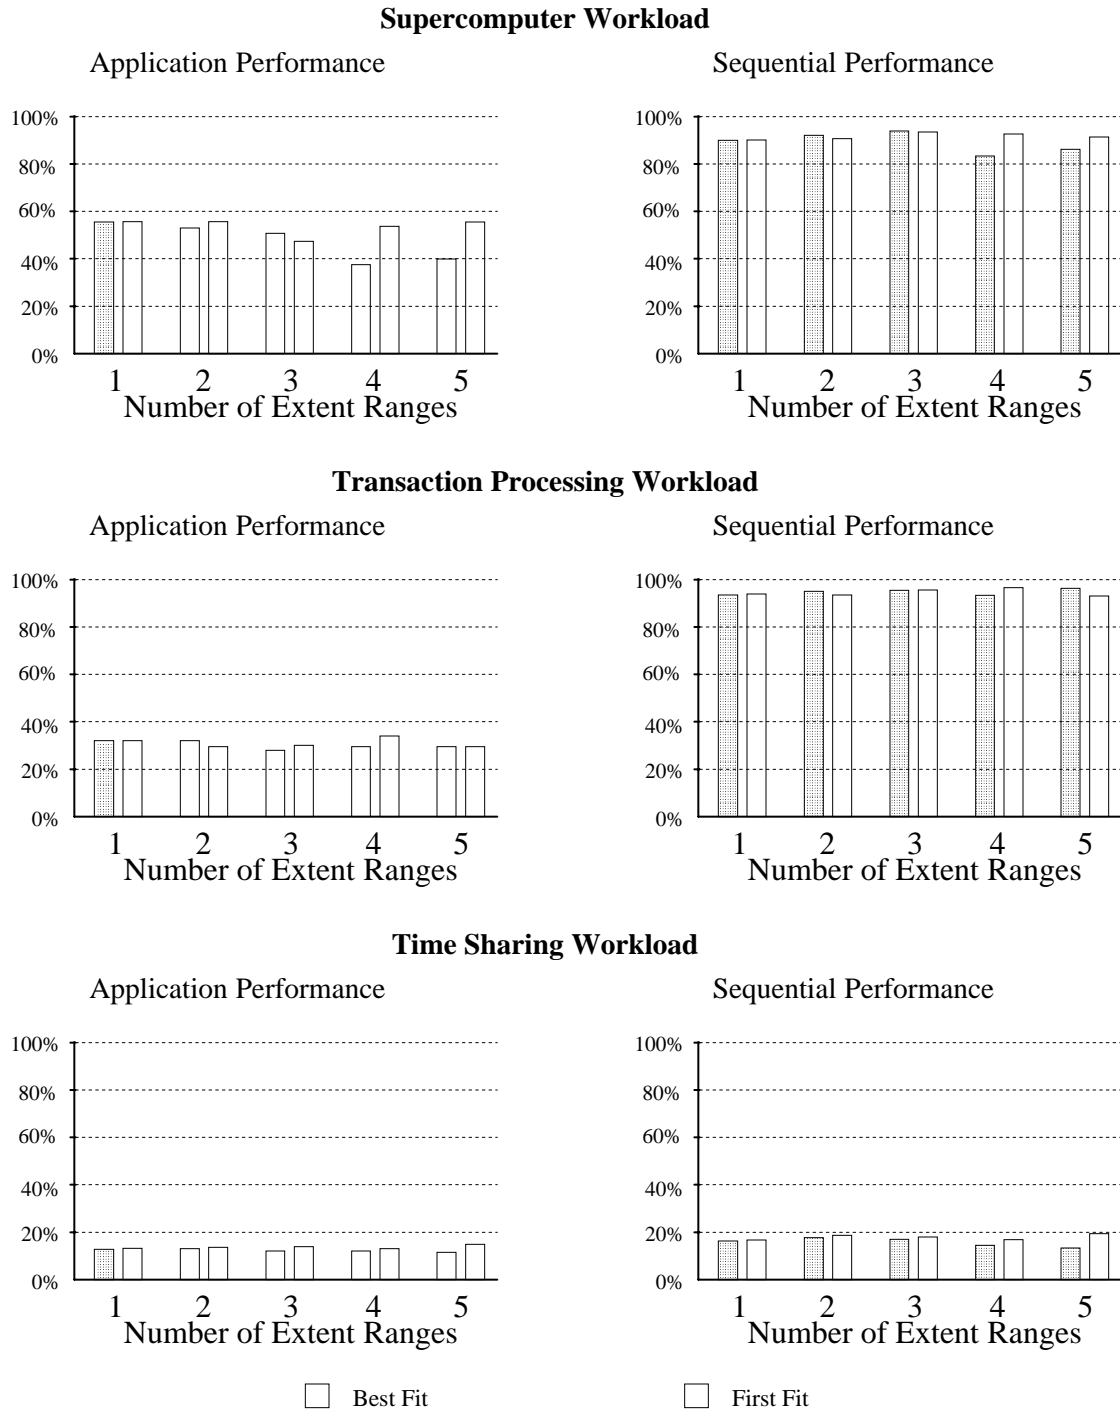 Supercomputer Workload
Application Performance
100%
80%
60%
40%
20%
0%
1 2 3 4 5
Number of Extent Ranges
Sequential Performance
100%
80%
60%
40%
20%
0%
1 2 3 4 5
Number of Extent Ranges
Transaction Processing Workload
Application Performance
100%
80%
60%
40%
20%
0%
1 2 3 4 5
Number of Extent Ranges
Sequential Performance
100%
80%
60%
40%
20%
0%
1 2 3 4 5
Number of Extent Ranges
Time Sharing Workload
Application Performance
100%
80%
60%
40%
20%
0%
1 2 3 4 5
Number of Extent Ranges
Sequential Performance
100%
80%
60%
40%
20%
0%
1 2 3 4 5
Number of Extent Ranges
Best Fit
First Fit